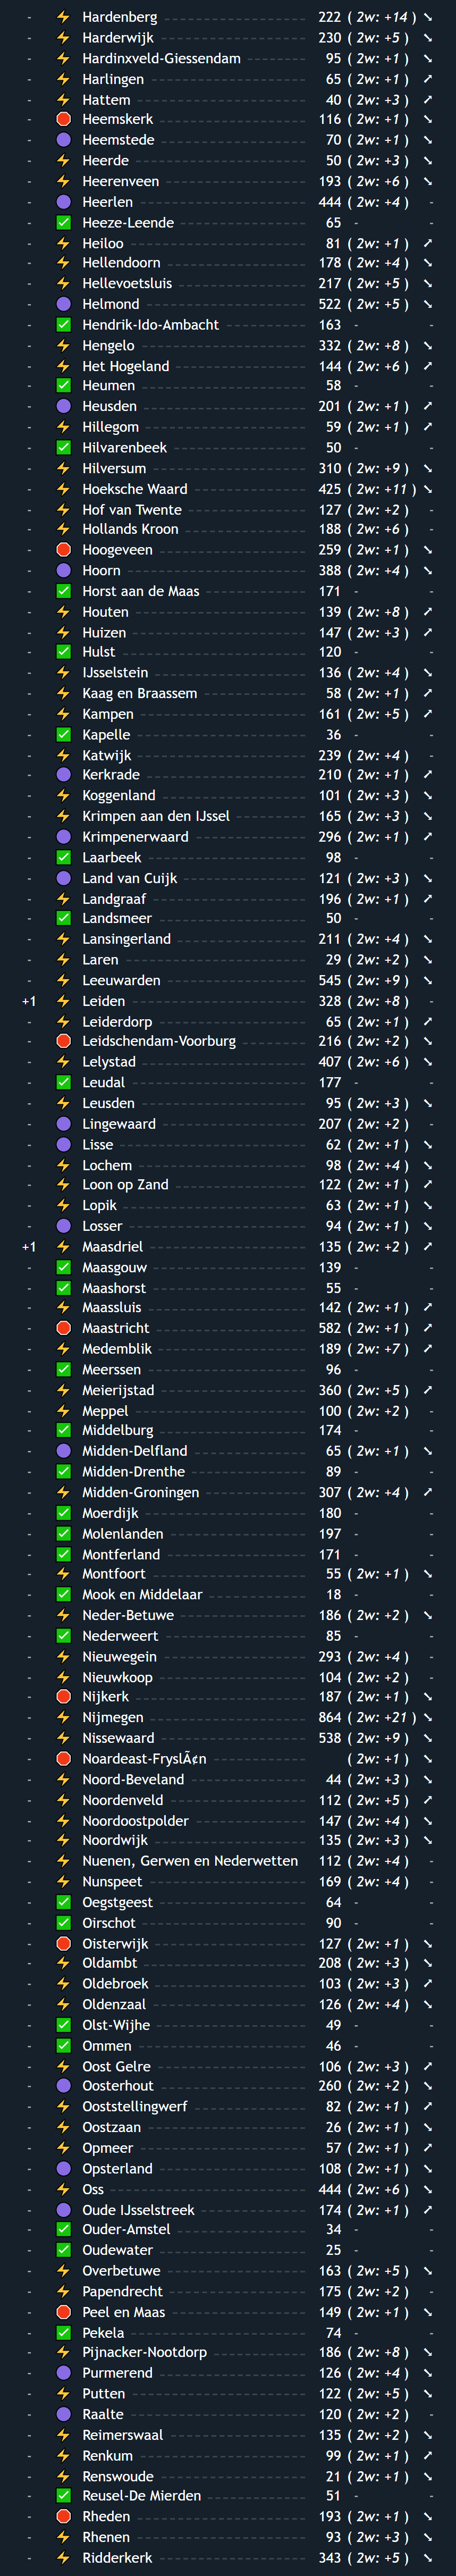 - ⚡ Hardenberg 222 ( 2w: +14 ) ↘
- ⚡ Harderwijk 230 ( 2w: +5 ) ↘
- ⚡ Hardinxveld-Giessendam 95 ( 2w: +1 ) ↘
- ⚡ Harlingen 65 ( 2w: +1 ) ↗
- ⚡ Hattem 40 ( 2w: +3 ) ↗
- 🛑 Heemskerk 116 ( 2w: +1 ) ↘
- 🟣 Heemstede 70 ( 2w: +1 ) ↘
- ⚡ Heerde 50 ( 2w: +3 ) ↘
- ⚡ Heerenveen 193 ( 2w: +6 ) ↘
- 🟣 Heerlen 444 ( 2w: +4 ) -
- ✅ Heeze-Leende 65 - -
- ⚡ Heiloo 81 ( 2w: +1 ) ↗
- ⚡ Hellendoorn 178 ( 2w: +4 ) ↘
- ⚡ Hellevoetsluis 217 ( 2w: +5 ) ↘
- 🟣 Helmond 522 ( 2w: +5 ) ↘
- ✅ Hendrik-Ido-Ambacht 163 - -
- ⚡ Hengelo 332 ( 2w: +8 ) ↘
- ⚡ Het Hogeland 144 ( 2w: +6 ) ↗
- ✅ Heumen 58 - -
- 🟣 Heusden 201 ( 2w: +1 ) ↗
- ⚡ Hillegom 59 ( 2w: +1 ) ↗
- ✅ Hilvarenbeek 50 - -
- ⚡ Hilversum 310 ( 2w: +9 ) ↘
- ⚡ Hoeksche Waard 425 ( 2w: +11 ) ↘
- ⚡ Hof van Twente 127 ( 2w: +2 ) -
- ⚡ Hollands Kroon 188 ( 2w: +6 ) -
- 🛑 Hoogeveen 259 ( 2w: +1 ) ↘
- 🟣 Hoorn 388 ( 2w: +4 ) ↘
- ✅ Horst aan de Maas 171 - -
- ⚡ Houten 139 ( 2w: +8 ) ↗
- ⚡ Huizen 147 ( 2w: +3 ) ↗
- ✅ Hulst 120 - -
- ⚡ IJsselstein 136 ( 2w: +4 ) ↘
- ⚡ Kaag en Braassem 58 ( 2w: +1 ) ↗
- ⚡ Kampen 161 ( 2w: +5 ) ↗
- ✅ Kapelle 36 - -
- ⚡ Katwijk 239 ( 2w: +4 ) -
- 🟣 Kerkrade 210 ( 2w: +1 ) ↗
- ⚡ Koggenland 101 ( 2w: +3 ) ↘
- ⚡ Krimpen aan den IJssel 165 ( 2w: +3 ) ↘
- 🟣 Krimpenerwaard 296 ( 2w: +1 ) ↗
- ✅ Laarbeek 98 - -
- 🟣 Land van Cuijk 121 ( 2w: +3 ) ↘
- ⚡ Landgraaf 196 ( 2w: +1 ) ↗
- ✅ Landsmeer 50 - -
- ⚡ Lansingerland 211 ( 2w: +4 ) ↘
- ⚡ Laren 29 ( 2w: +2 ) ↘
- ⚡ Leeuwarden 545 ( 2w: +9 ) ↘
+1 ⚡ Leiden 328 ( 2w: +8 ) -
- ⚡ Leiderdorp 65 ( 2w: +1 ) ↗
- 🛑 Leidschendam-Voorburg 216 ( 2w: +2 ) ↘
- ⚡ Lelystad 407 ( 2w: +6 ) ↘
- ✅ Leudal 177 - -
- ⚡ Leusden 95 ( 2w: +3 ) ↘
- 🟣 Lingewaard 207 ( 2w: +2 ) -
- 🟣 Lisse 62 ( 2w: +1 ) ↘
- ⚡ Lochem 98 ( 2w: +4 ) ↘
- ⚡ Loon op Zand 122 ( 2w: +1 ) ↗
- ⚡ Lopik 63 ( 2w: +1 ) ↘
- 🟣 Losser 94 ( 2w: +1 ) ↘
+1 ⚡ Maasdriel 135 ( 2w: +2 ) ↗
- ✅ Maasgouw 139 - -
- ✅ Maashorst 55 - -
- ⚡ Maassluis 142 ( 2w: +1 ) ↗
- 🛑 Maastricht 582 ( 2w: +1 ) ↗
- ⚡ Medemblik 189 ( 2w: +7 ) ↗
- ✅ Meerssen 96 - -
- ⚡ Meierijstad 360 ( 2w: +5 ) ↗
- ⚡ Meppel 100 ( 2w: +2 ) -
- ✅ Middelburg 174 - -
- 🟣 Midden-Delfland 65 ( 2w: +1 ) ↘
- ✅ Midden-Drenthe 89 - -
- ⚡ Midden-Groningen 307 ( 2w: +4 ) ↗
- ✅ Moerdijk 180 - -
- ✅ Molenlanden 197 - -
- ✅ Montferland 171 - -
- ⚡ Montfoort 55 ( 2w: +1 ) ↘
- ✅ Mook en Middelaar 18 - -
- ⚡ Neder-Betuwe 186 ( 2w: +2 ) ↘
- ✅ Nederweert 85 - -
- ⚡ Nieuwegein 293 ( 2w: +4 ) -
- ⚡ Nieuwkoop 104 ( 2w: +2 ) -
- 🛑 Nijkerk 187 ( 2w: +1 ) ↘
- ⚡ Nijmegen 864 ( 2w: +21 ) ↘
- ⚡ Nissewaard 538 ( 2w: +9 ) ↘
- 🛑 Noardeast-FryslÃ¢n ( 2w: +1 ) ↘
- ⚡ Noord-Beveland 44 ( 2w: +3 ) ↘
- ⚡ Noordenveld 112 ( 2w: +5 ) ↗
- ⚡ Noordoostpolder 147 ( 2w: +4 ) ↘
- ⚡ Noordwijk 135 ( 2w: +3 ) ↘
- ⚡ Nuenen, Gerwen en Nederwetten 112 ( 2w: +4 ) -
- ⚡ Nunspeet 169 ( 2w: +4 ) -
- ✅ Oegstgeest 64 - -
- ✅ Oirschot 90 - -
- 🛑 Oisterwijk 127 ( 2w: +1 ) ↘
- ⚡ Oldambt 208 ( 2w: +3 ) ↘
- ⚡ Oldebroek 103 ( 2w: +3 ) ↗
- ⚡ Oldenzaal 126 ( 2w: +4 ) ↘
- ✅ Olst-Wijhe 49 - -
- ✅ Ommen 46 - -
- ⚡ Oost Gelre 106 ( 2w: +3 ) ↗
- 🟣 Oosterhout 260 ( 2w: +2 ) ↘
- ⚡ Ooststellingwerf 82 ( 2w: +1 ) ↗
- ⚡ Oostzaan 26 ( 2w: +1 ) ↘
- ⚡ Opmeer 57 ( 2w: +1 ) ↗
- 🟣 Opsterland 108 ( 2w: +1 ) ↘
- ⚡ Oss 444 ( 2w: +6 ) ↘
- 🟣 Oude IJsselstreek 174 ( 2w: +1 ) ↗
- ✅ Ouder-Amstel 34 - -
- ✅ Oudewater 25 - -
- ⚡ Overbetuwe 163 ( 2w: +5 ) ↘
- ⚡ Papendrecht 175 ( 2w: +2 ) -
- 🛑 Peel en Maas 149 ( 2w: +1 ) ↘
- ✅ Pekela 74 - -
- ⚡ Pijnacker-Nootdorp 186 ( 2w: +8 ) ↘
- 🟣 Purmerend 126 ( 2w: +4 ) ↘
- ⚡ Putten 122 ( 2w: +5 ) ↘
- 🟣 Raalte 120 ( 2w: +2 ) -
- ⚡ Reimerswaal 135 ( 2w: +2 ) ↘
- ⚡ Renkum 99 ( 2w: +1 ) ↗
- ⚡ Renswoude 21 ( 2w: +1 ) ↘
- ✅ Reusel-De Mierden 51 - -
- 🛑 Rheden 193 ( 2w: +1 ) ↘
- ⚡ Rhenen 93 ( 2w: +3 ) ↘
- ⚡ Ridderkerk 343 ( 2w: +5 ) ↘